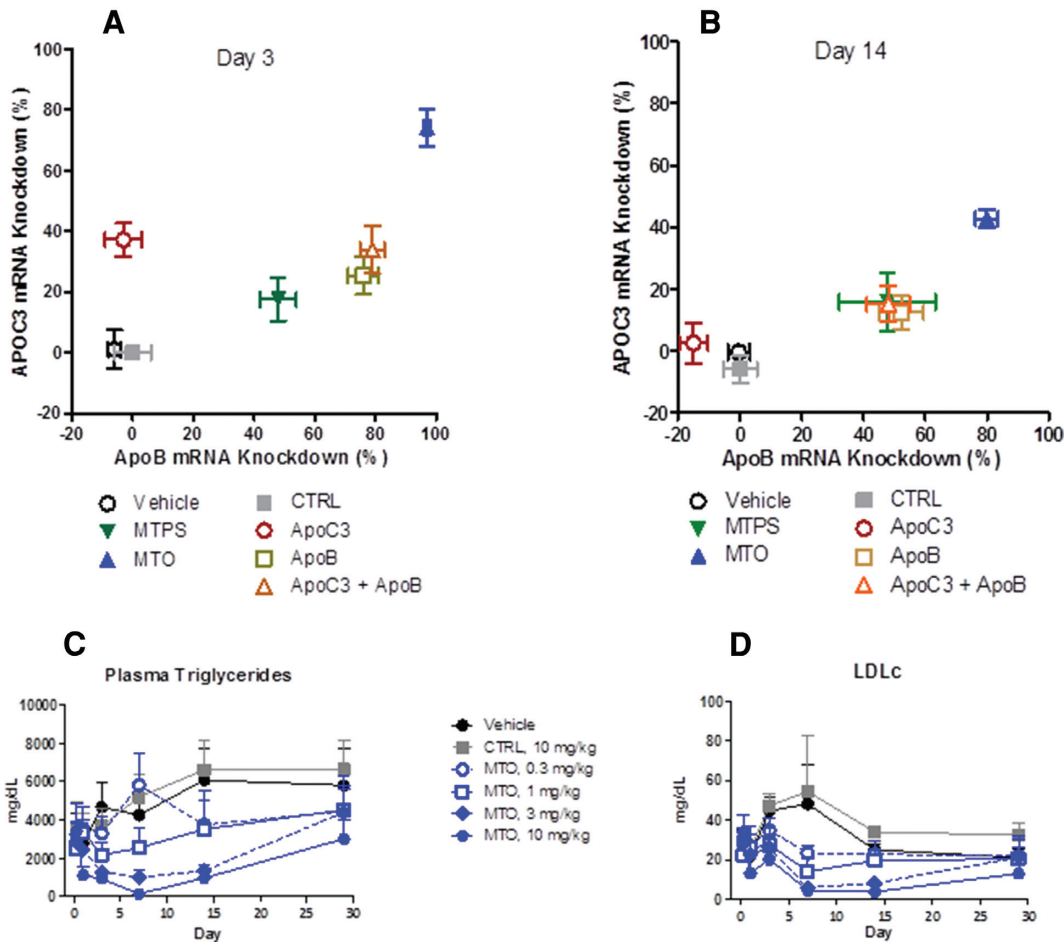 A
Day 3
APOC3 mRNA Knockdown (%)
100
80
60
40
20
0
-20
-20 0 20 40 60 80 100
ApoB mRNA Knockdown (%)
Vehicle
CTRL
MTPS
ApoC3
MTO
ApoB
ApoC3 + ApoB
B
Day 14
APOC3 mRNA Knockdown (%)
100
80
60
40
20
0
-20
-20 0 20 40 60 80 100
ApoB mRNA Knockdown (%)
Vehicle
CTRL
MTPS
ApoC3
MTO
ApoB
ApoC3 + ApoB
C
Plasma Triglycerides
mg/dL
10000
8000
6000
4000
2000
0
0 5 10 15 20 25 30
Day
Vehicle
CTRL, 10 mg/kg
MTO, 0.3 mg/kg
MTO, 1 mg/kg
MTO, 3 mg/kg
MTO, 10 mg/kg
D
LDLc
mg/dL
100
80
60
40
20
0
0 5 10 15 20 25 30
Day